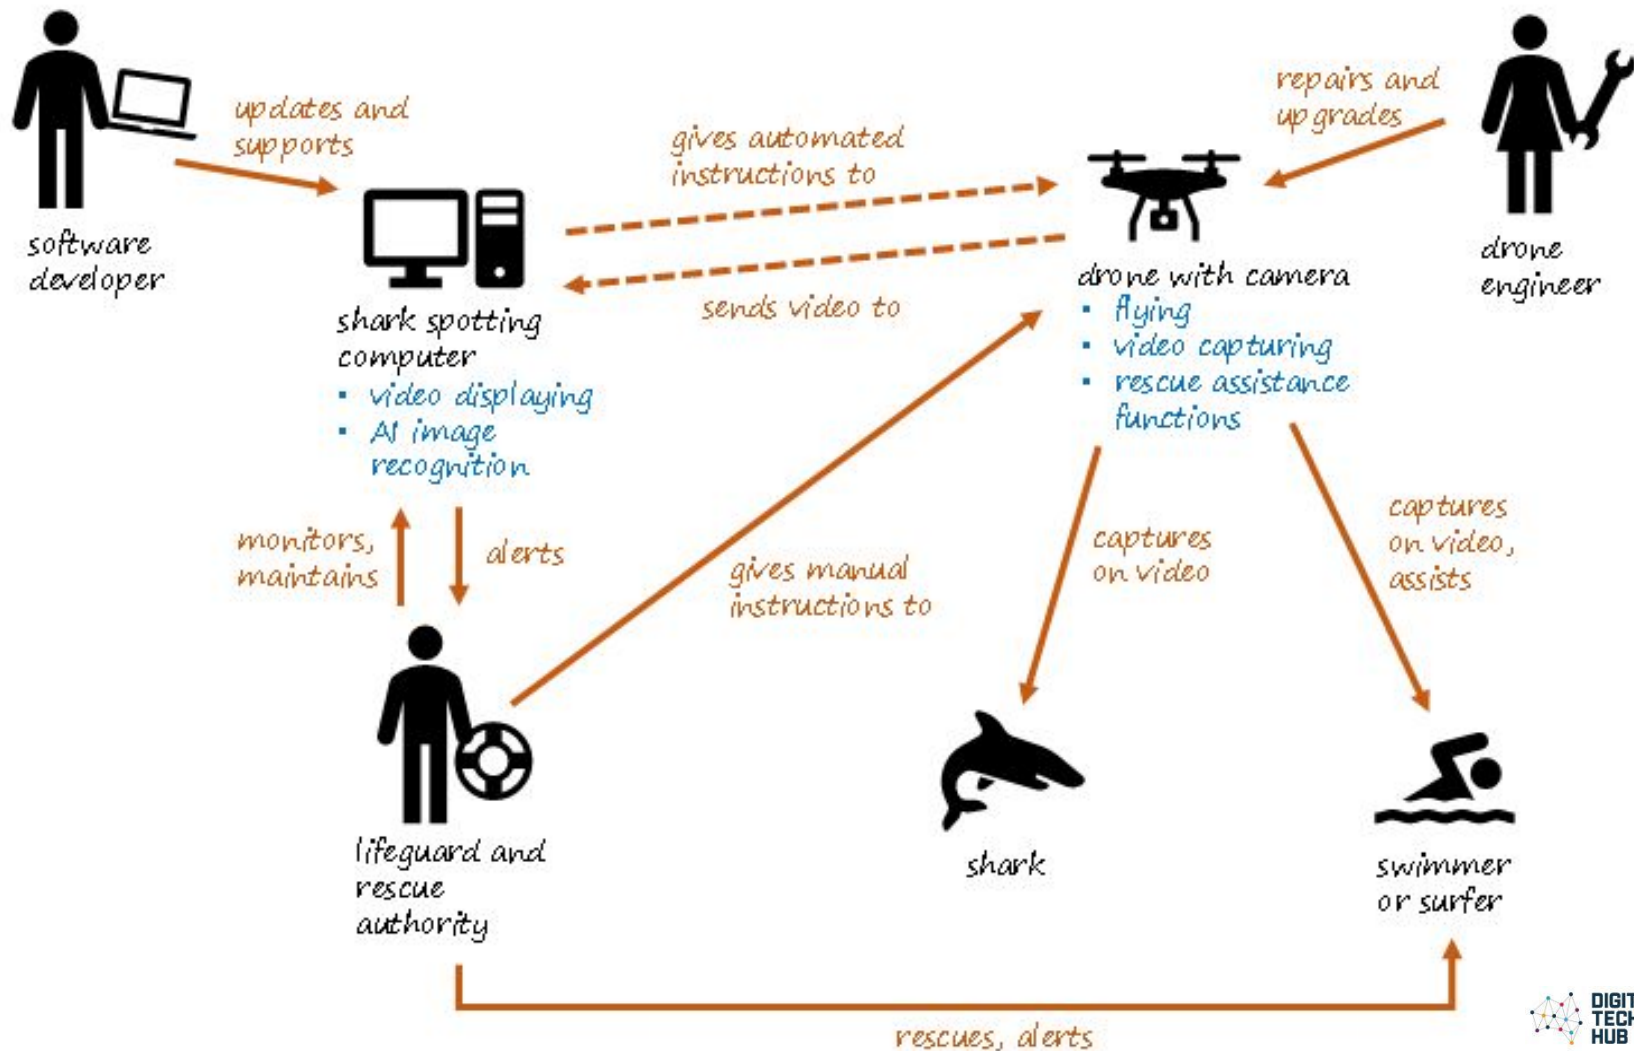 updates and
supports
software
developer
gives automated
instructions to
repairs and
upgrades
drone
engineer
shark spotting
computer
▪ video displaying
▪ AI image
recognition
sends video to
drone with camera
▪ flying
▪ video capturing
▪ rescue assistance
functions
monitors,
maintains
alerts
gives manual
instructions to
captures
on video
captures
on video,
assists
lifeguard and
rescue
authority
shark
swimmer
or surfer
rescues, alerts
DIGIT
TECH
HUB